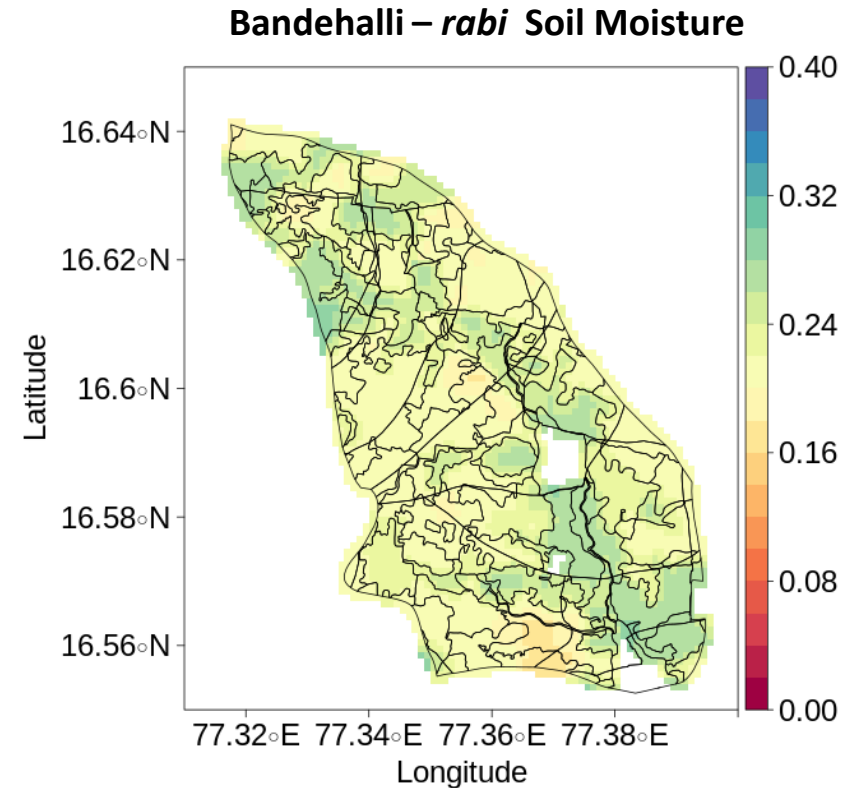 Bandehalli – rabi Soil Moisture
16.64◦N
16.62◦N
16.6◦N
16.58◦N
16.56◦N
Latitude
77.32◦E 77.34◦E 77.36◦E 77.38◦E
Longitude
0.40
0.32
0.24
0.16
0.08
0.00